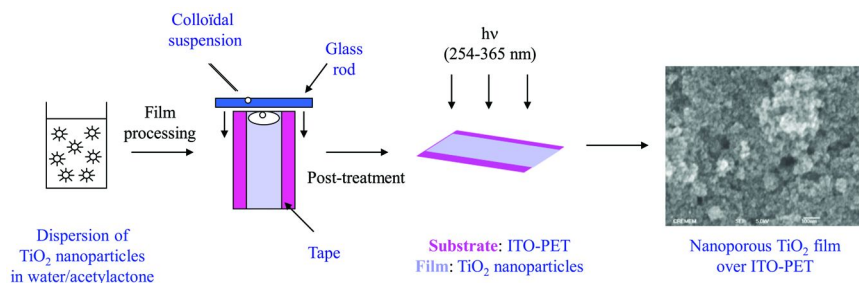 Colloïdal
suspension
Glass
rod
hν
(254-365 nm)
Film
processing
Post-treatment
Dispersion of
TiO₂ nanoparticles
in water/acetylactone
Tape
Substrate: ITO-PET
Film: TiO₂ nanoparticles
Nanoporous TiO₂ film
over ITO-PET